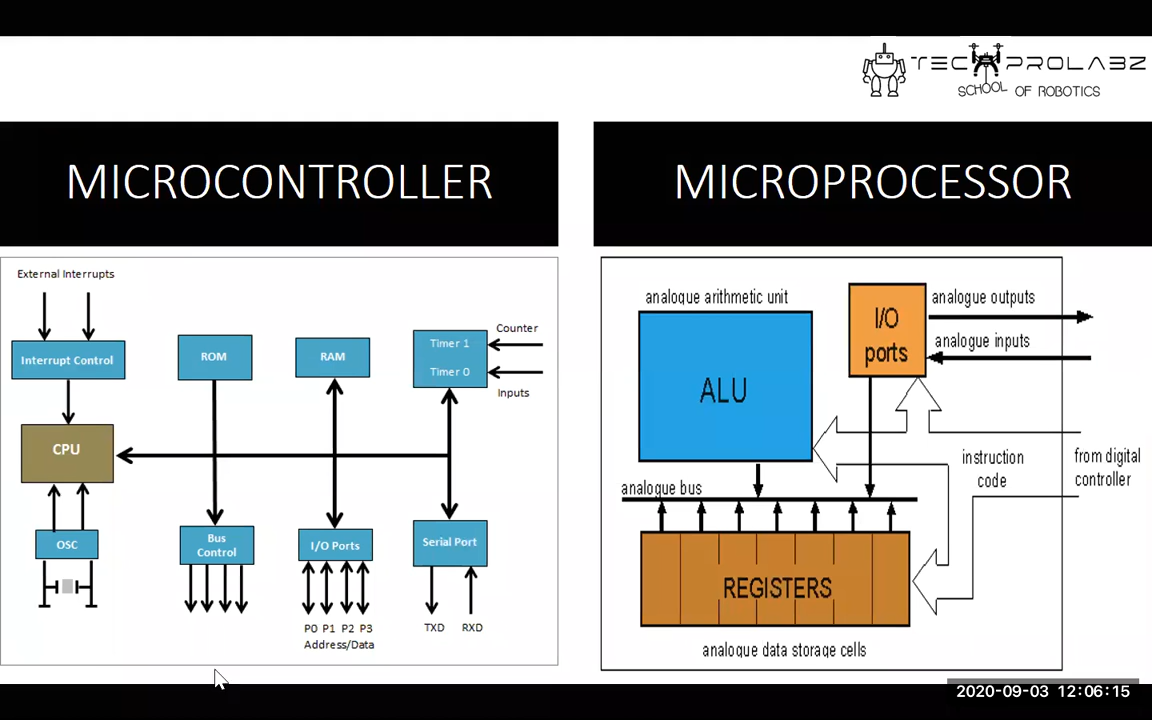 TECHPROLABZ
SCHOOL OF ROBOTICS
MICROCONTROLLER
External Interrupts
Interrupt Control
ROM
RAM
Timer 1
Timer 0
Counter
Inputs
CPU
OSC
Bus
Control
I/O Ports
Serial Port
P0 P1 P2 P3
Address/Data
TXD
RXD
MICROPROCESSOR
analogue arithmetic unit
ALU
I/O
ports
analogue outputs
analogue inputs
instruction
code
from digital
controller
analogue bus
REGISTERS
analogue data storage cells
2020-09-03 12:06:15